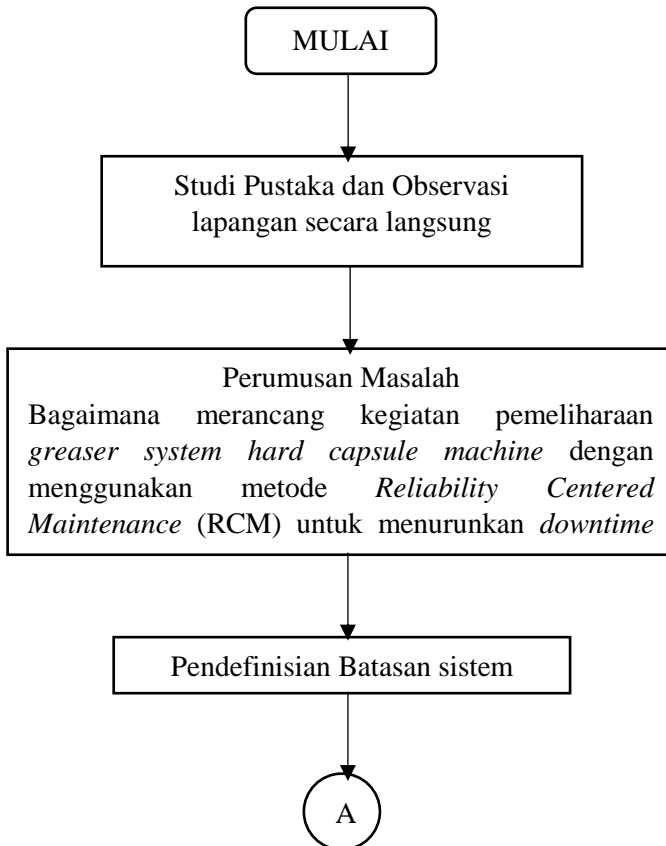 MULAI
Studi Pustaka dan Observasi
lapangan secara langsung
Perumusan Masalah
Bagaimana merancang kegiatan pemeliharaan
greaser system hard capsule machine dengan
menggunakan metode Reliability Centered
Maintenance (RCM) untuk menurunkan downtime
Pendefinisian Batasan sistem
A